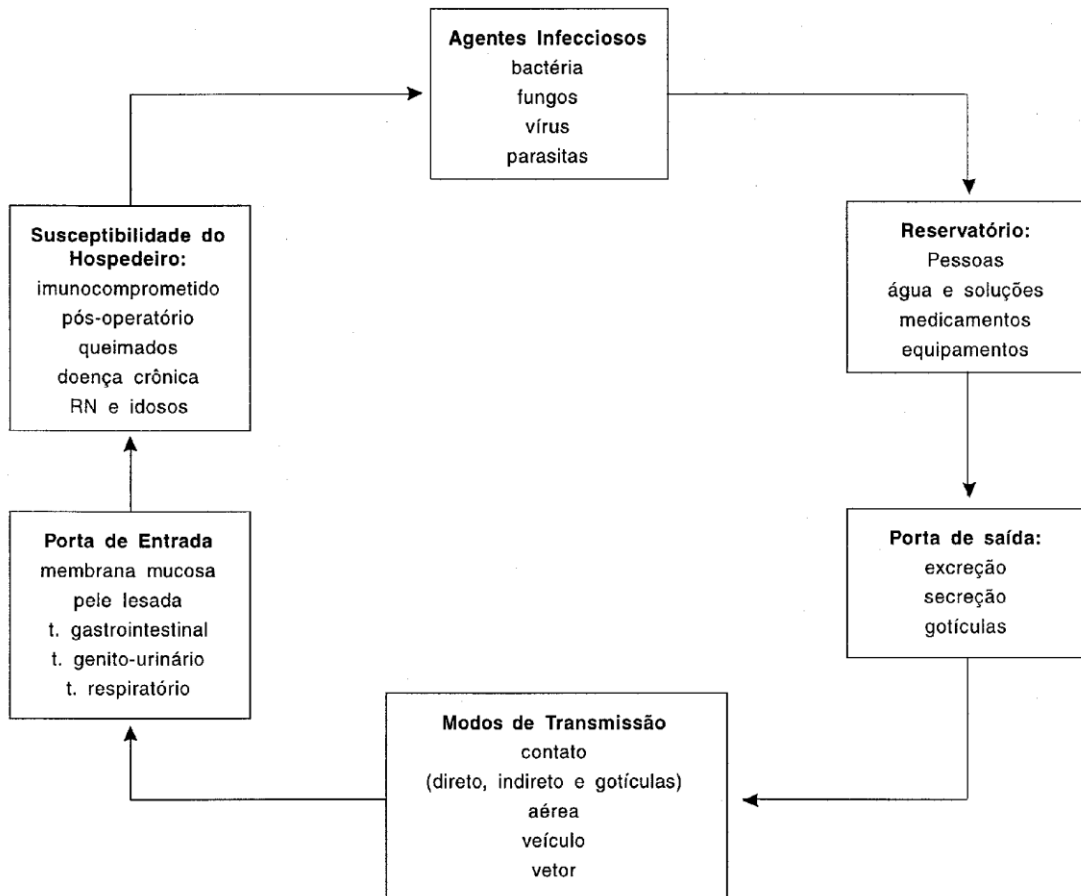 Agentes Infecciosos
bactéria
fungos
vírus
parasitas
Reservatório:
Pessoas
água e soluções
medicamentos
equipamentos
Porta de saída:
excreção
secreção
gotículas
Modos de Transmissão
contato
(direto, indireto e gotículas)
aérea
veículo
vetor
Porta de Entrada
membrana mucosa
pele lesada
t. gastrointestinal
t. genito-urinário
t. respiratório
Susceptibilidade do
Hospedeiro:
imunocomprometido
pós-operatório
queimados
doença crônica
RN e idosos